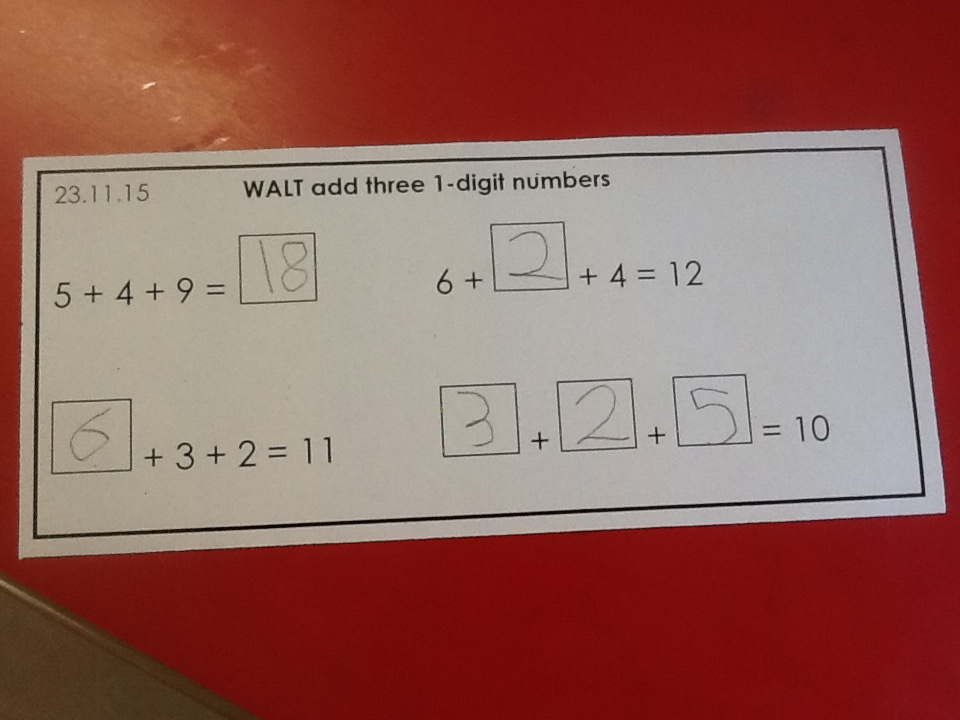 23.11.15 WALT add three 1-digit numbers
5 + 4 + 9 = 18 6 + 2 + 4 = 12
6 + 3 + 2 = 11 3 + 2 + 5 = 10